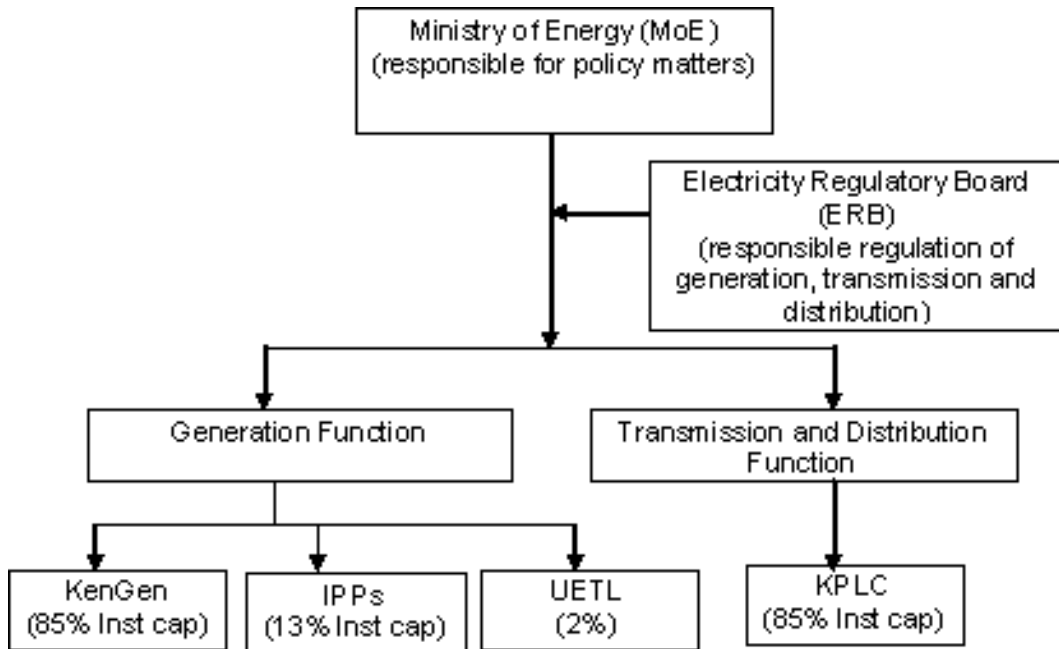 Ministry of Energy (MoE)
(responsible for policy matters)
Electricity Regulatory Board
(ERB)
(responsible regulation of
generation, transmission and
distribution)
Generation Function
Transmission and Distribution
Function
KenGen
(85% Inst cap)
IPPs
(13% Inst cap)
UETL
(2%)
KPLC
(85% Inst cap)